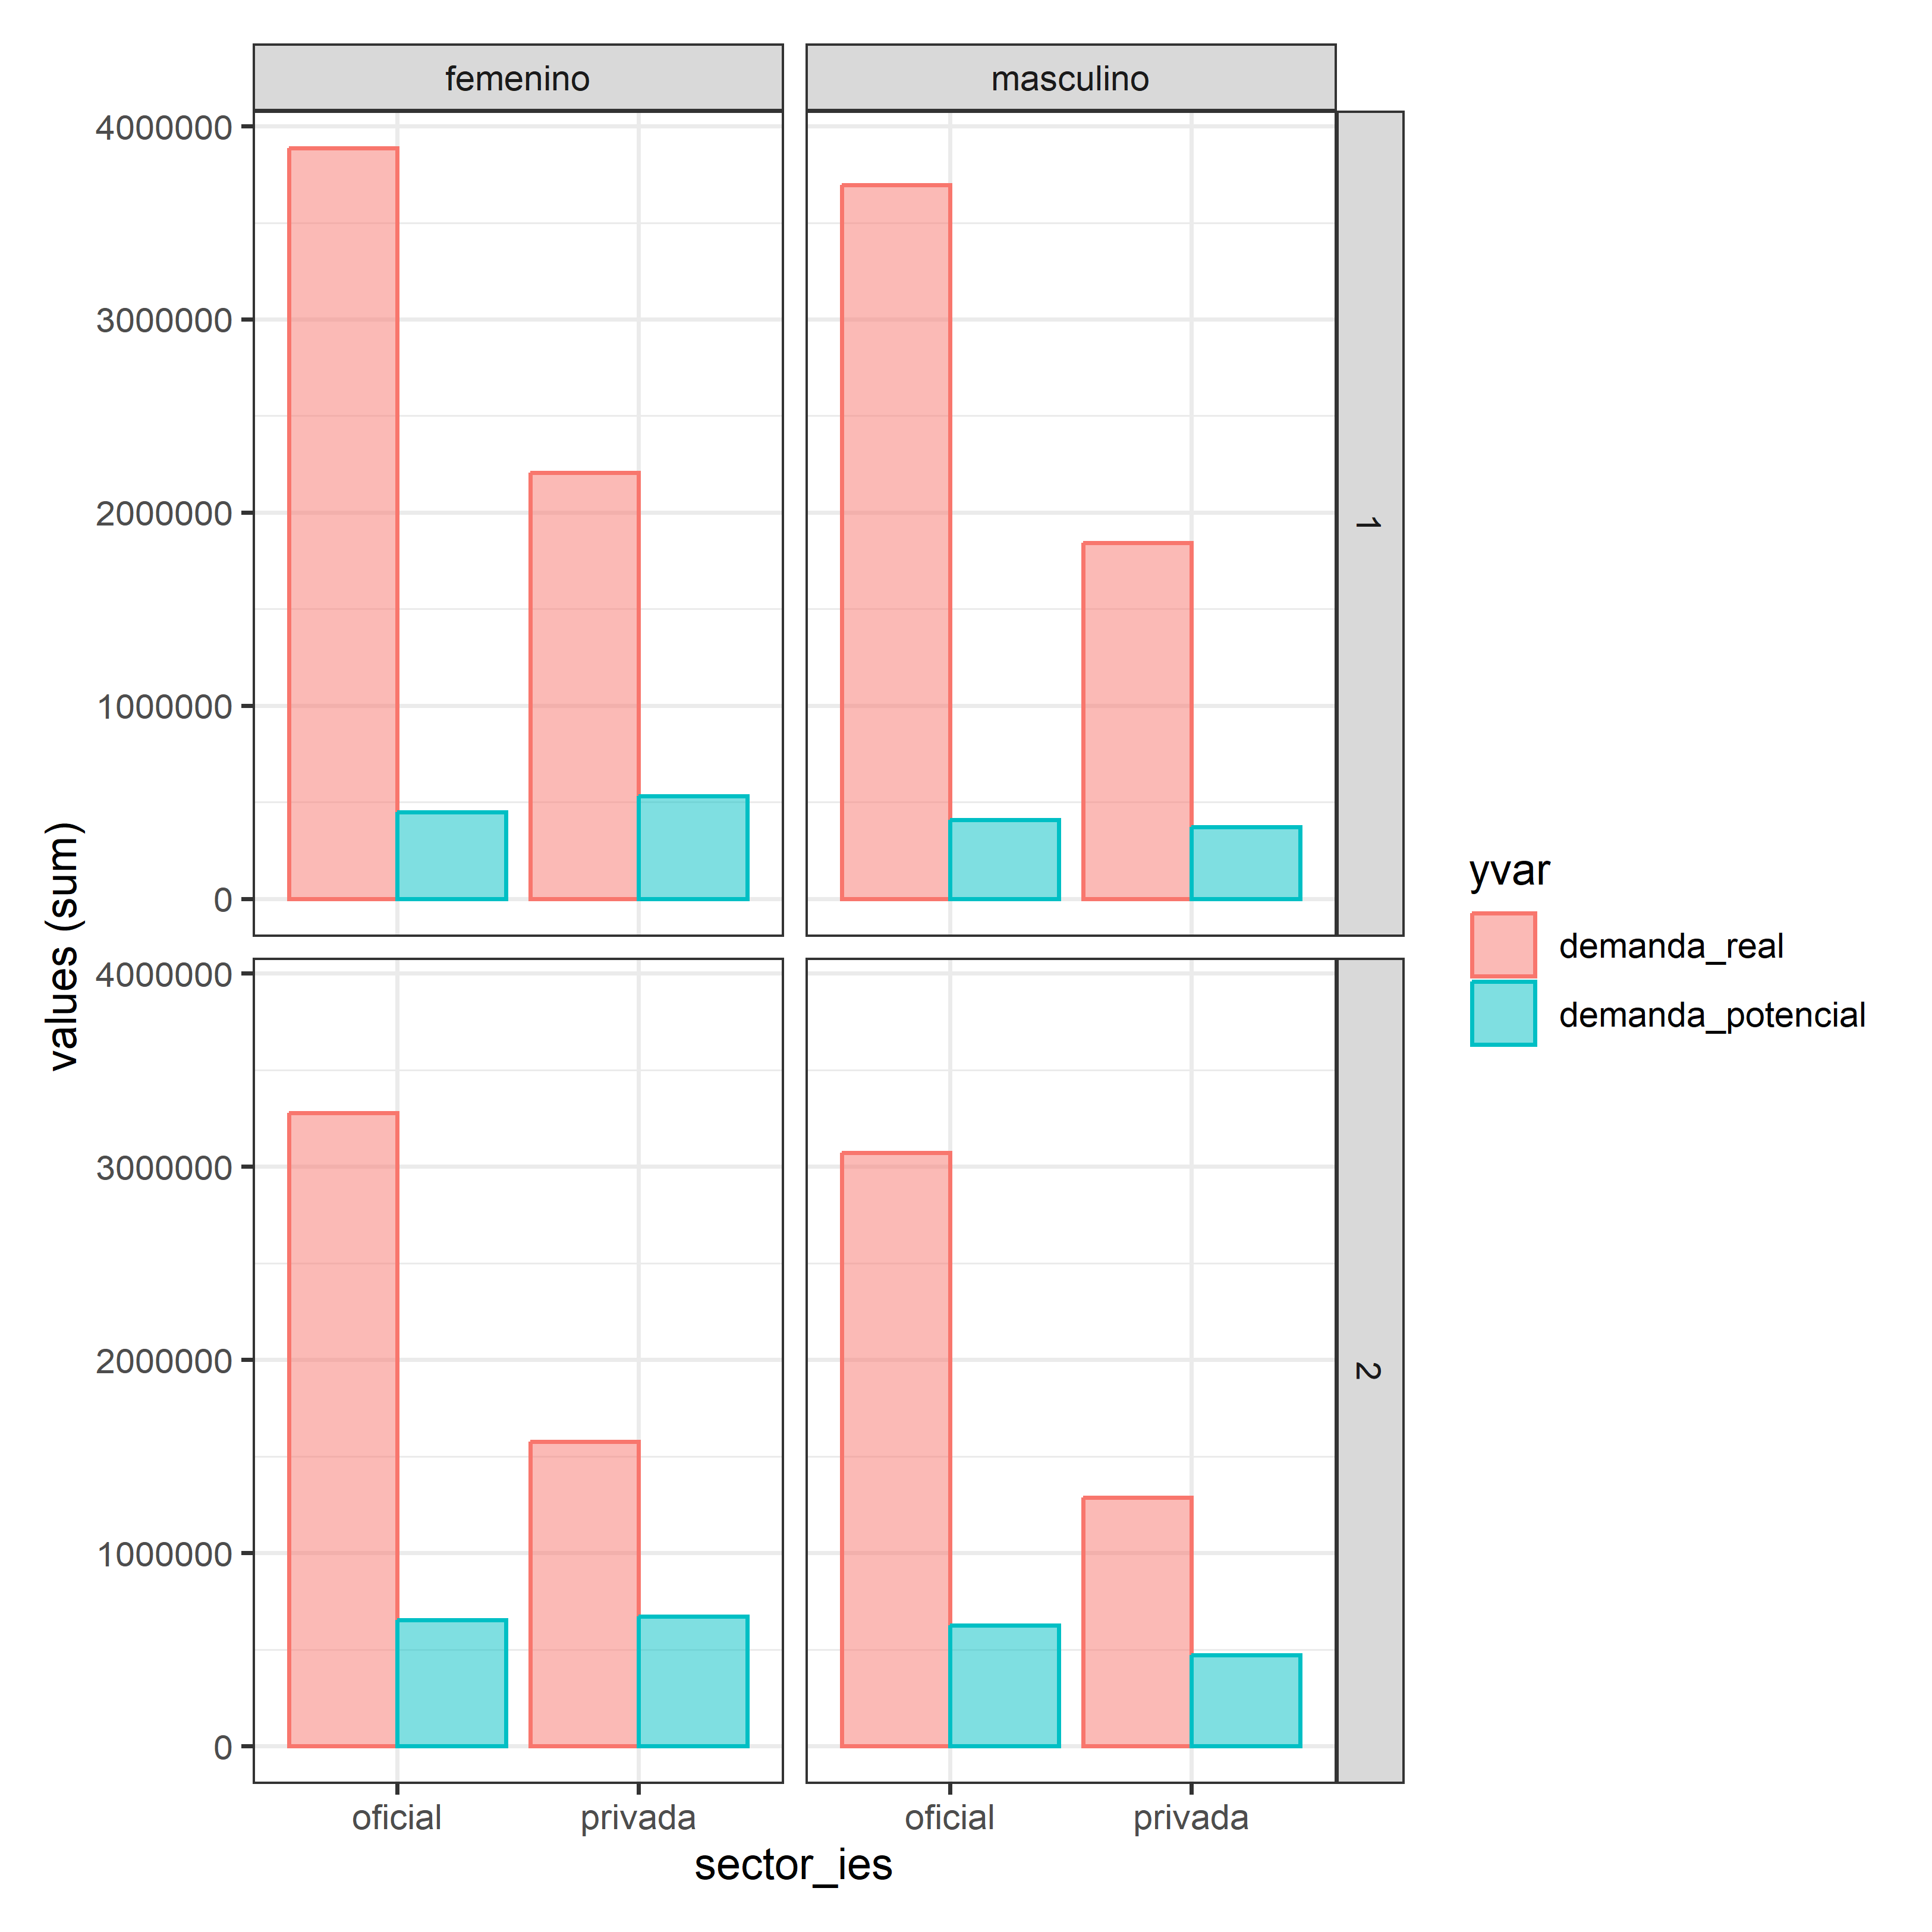 femenino
masculino
4000000
3000000
2000000
1000000
0
1
4000000
3000000
2000000
1000000
0
2
oficial
privada
oficial
privada
sector_ies
values (sum)
yvar
demanda_real
demanda_potencial